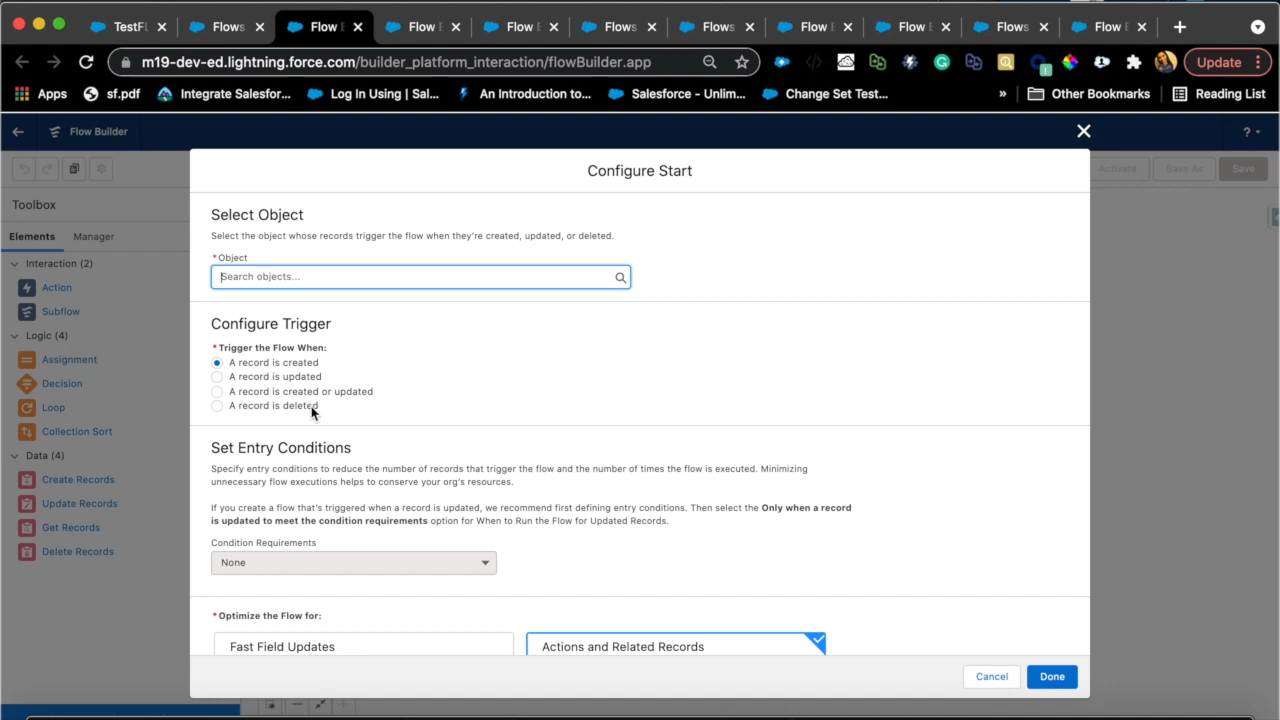 TestFl
Flows
Flow E
Flow E
Flow E
Flows
Flows
Flow E
Flow E
Flows
Flow E
m19-dev-ed.lightning.force.com/builder_platform_interaction/flowBuilder.app
Update
Apps
sf.pdf
Integrate Salesfor...
Log In Using | Sal...
An Introduction to...
Salesforce - Unlim...
Change Set Test...
»
Other Bookmarks
Reading List
Flow Builder
?
Activate
Save As
Save
Toolbox
Elements
Manager
Interaction (2)
Action
Subflow
Logic (4)
Assignment
Decision
Loop
Collection Sort
Data (4)
Create Records
Update Records
Get Records
Delete Records
Configure Start
Select Object
Select the object whose records trigger the flow when they're created, updated, or deleted.
* Object
Search objects...
Configure Trigger
* Trigger the Flow When:
A record is created
A record is updated
A record is created or updated
A record is deleted
Set Entry Conditions
Specify entry conditions to reduce the number of records that trigger the flow and the number of times the flow is executed. Minimizing
unnecessary flow executions helps to conserve your org's resources.
If you create a flow that's triggered when a record is updated, we recommend first defining entry conditions. Then select the Only when a record
is updated to meet the condition requirements option for When to Run the Flow for Updated Records.
Condition Requirements
None
* Optimize the Flow for:
Fast Field Updates
Actions and Related Records
Cancel
Done